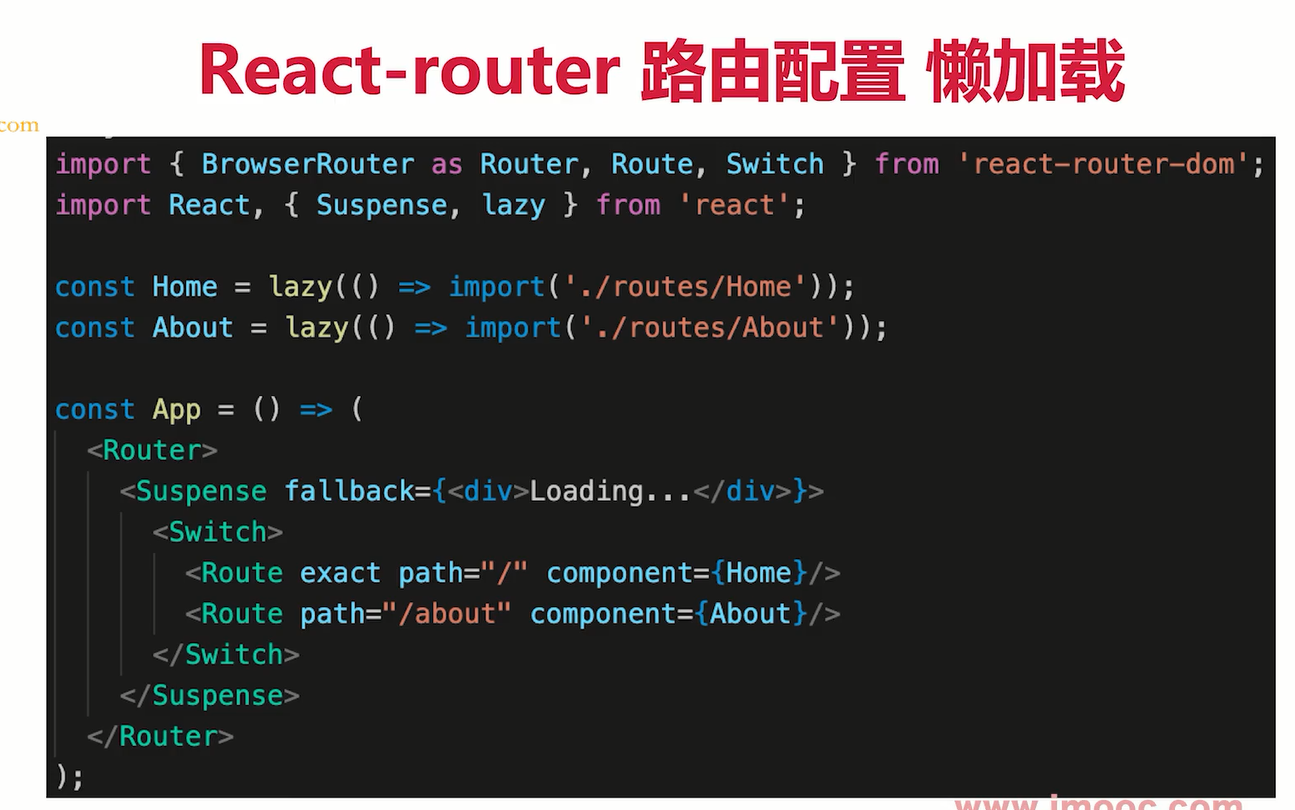 React-router 路由配置 懒加载
com
import { BrowserRouter as Router, Route, Switch } from 'react-router-dom';
import React, { Suspense, lazy } from 'react';
const Home = lazy(() => import('./routes/Home'));
const About = lazy(() => import('./routes/About'));
const App = () => (
<Router>
<Suspense fallback={<div>Loading...</div>}>
<Switch>
<Route exact path="/" component={Home}/>
<Route path="/about" component={About}/>
</Switch>
</Suspense>
</Router>
);
www.imooc.com